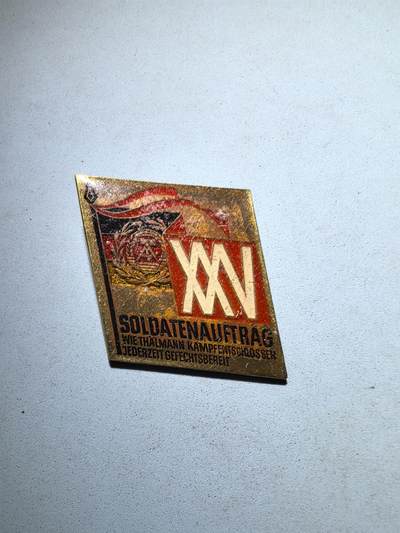 XXV
SOLDATENAUFTRAG
WIE THÄLMANN KAMPFENTSCHLOSSEN
JEDERZEIT GEFECHTSBEREIT